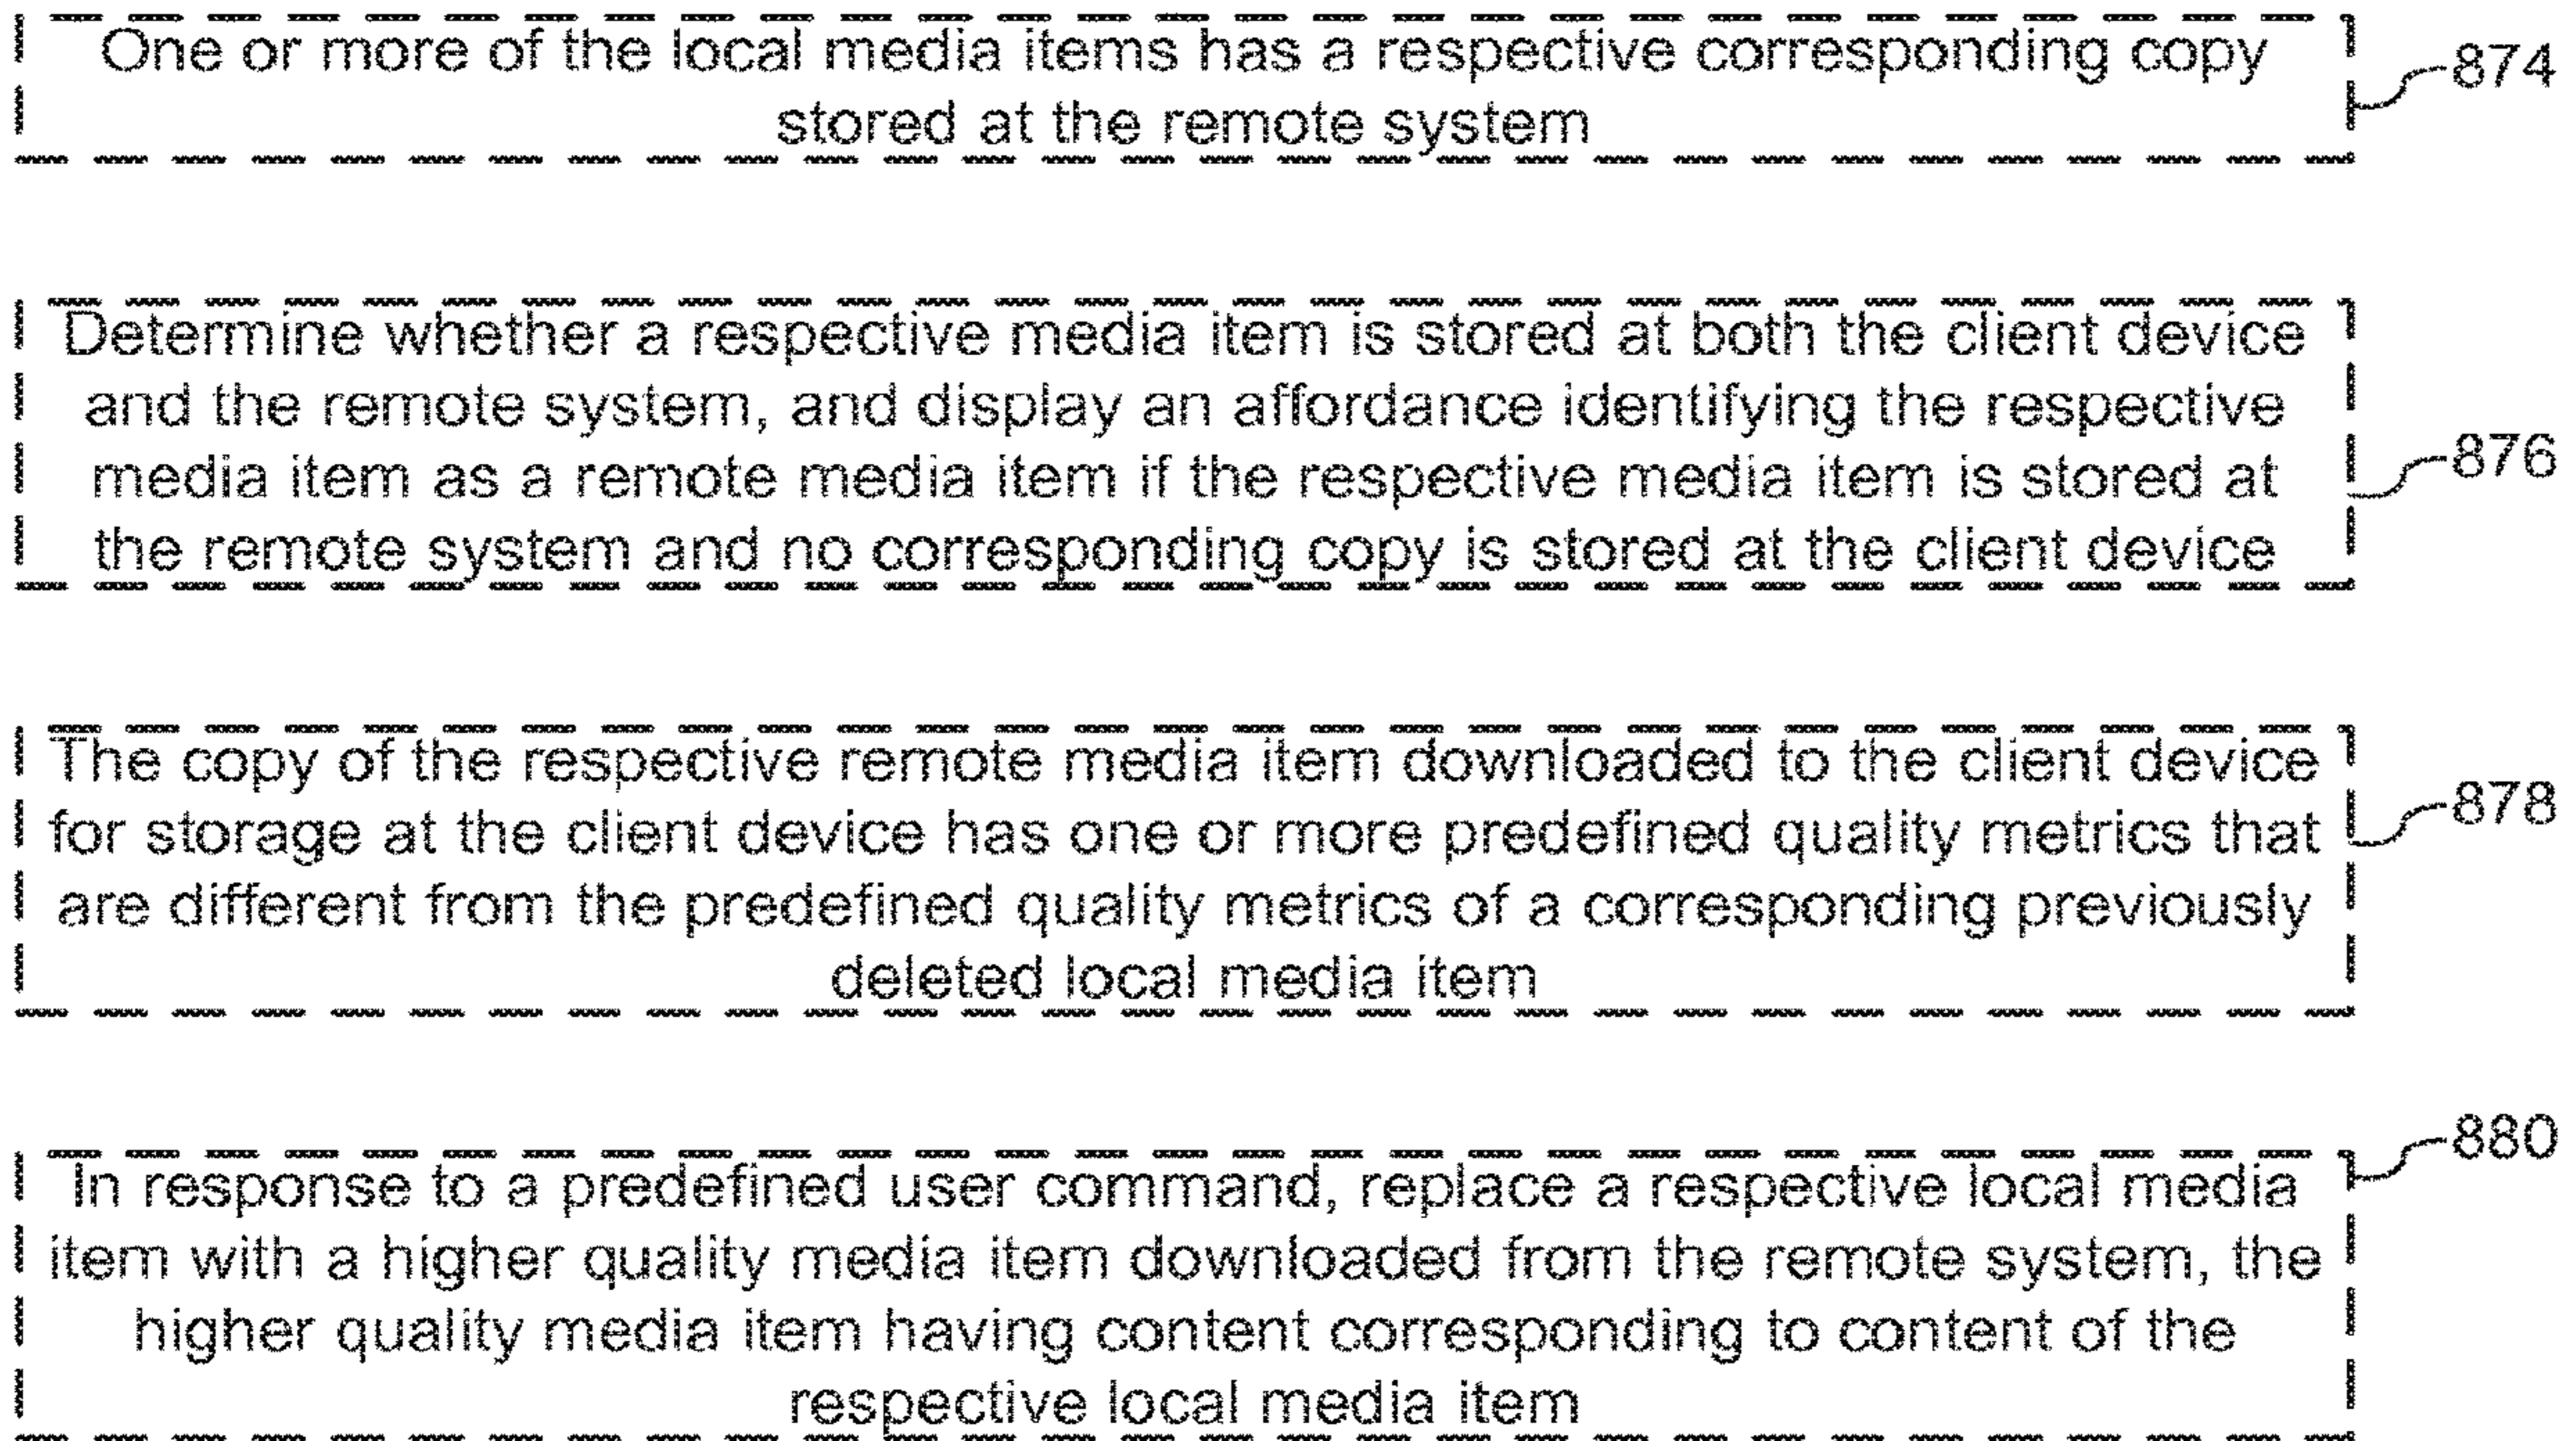 One or more of the local media items has a respective corresponding copy
stored at the remote system
874
Determine whether a respective media item is stored at both the client device
and the remote system, and display an affordance identifying the respective
media item as a remote media item if the respective media item is stored at
the remote system and no corresponding copy is stored at the client device
876
The copy of the respective remote media item downloaded to the client device
for storage at the client device has one or more predefined quality metrics that
are different from the predefined quality metrics of a corresponding previously
deleted local media item
878
In response to a predefined user command, replace a respective local media
item with a higher quality media item downloaded from the remote system, the
higher quality media item having content corresponding to content of the
respective local media item
880